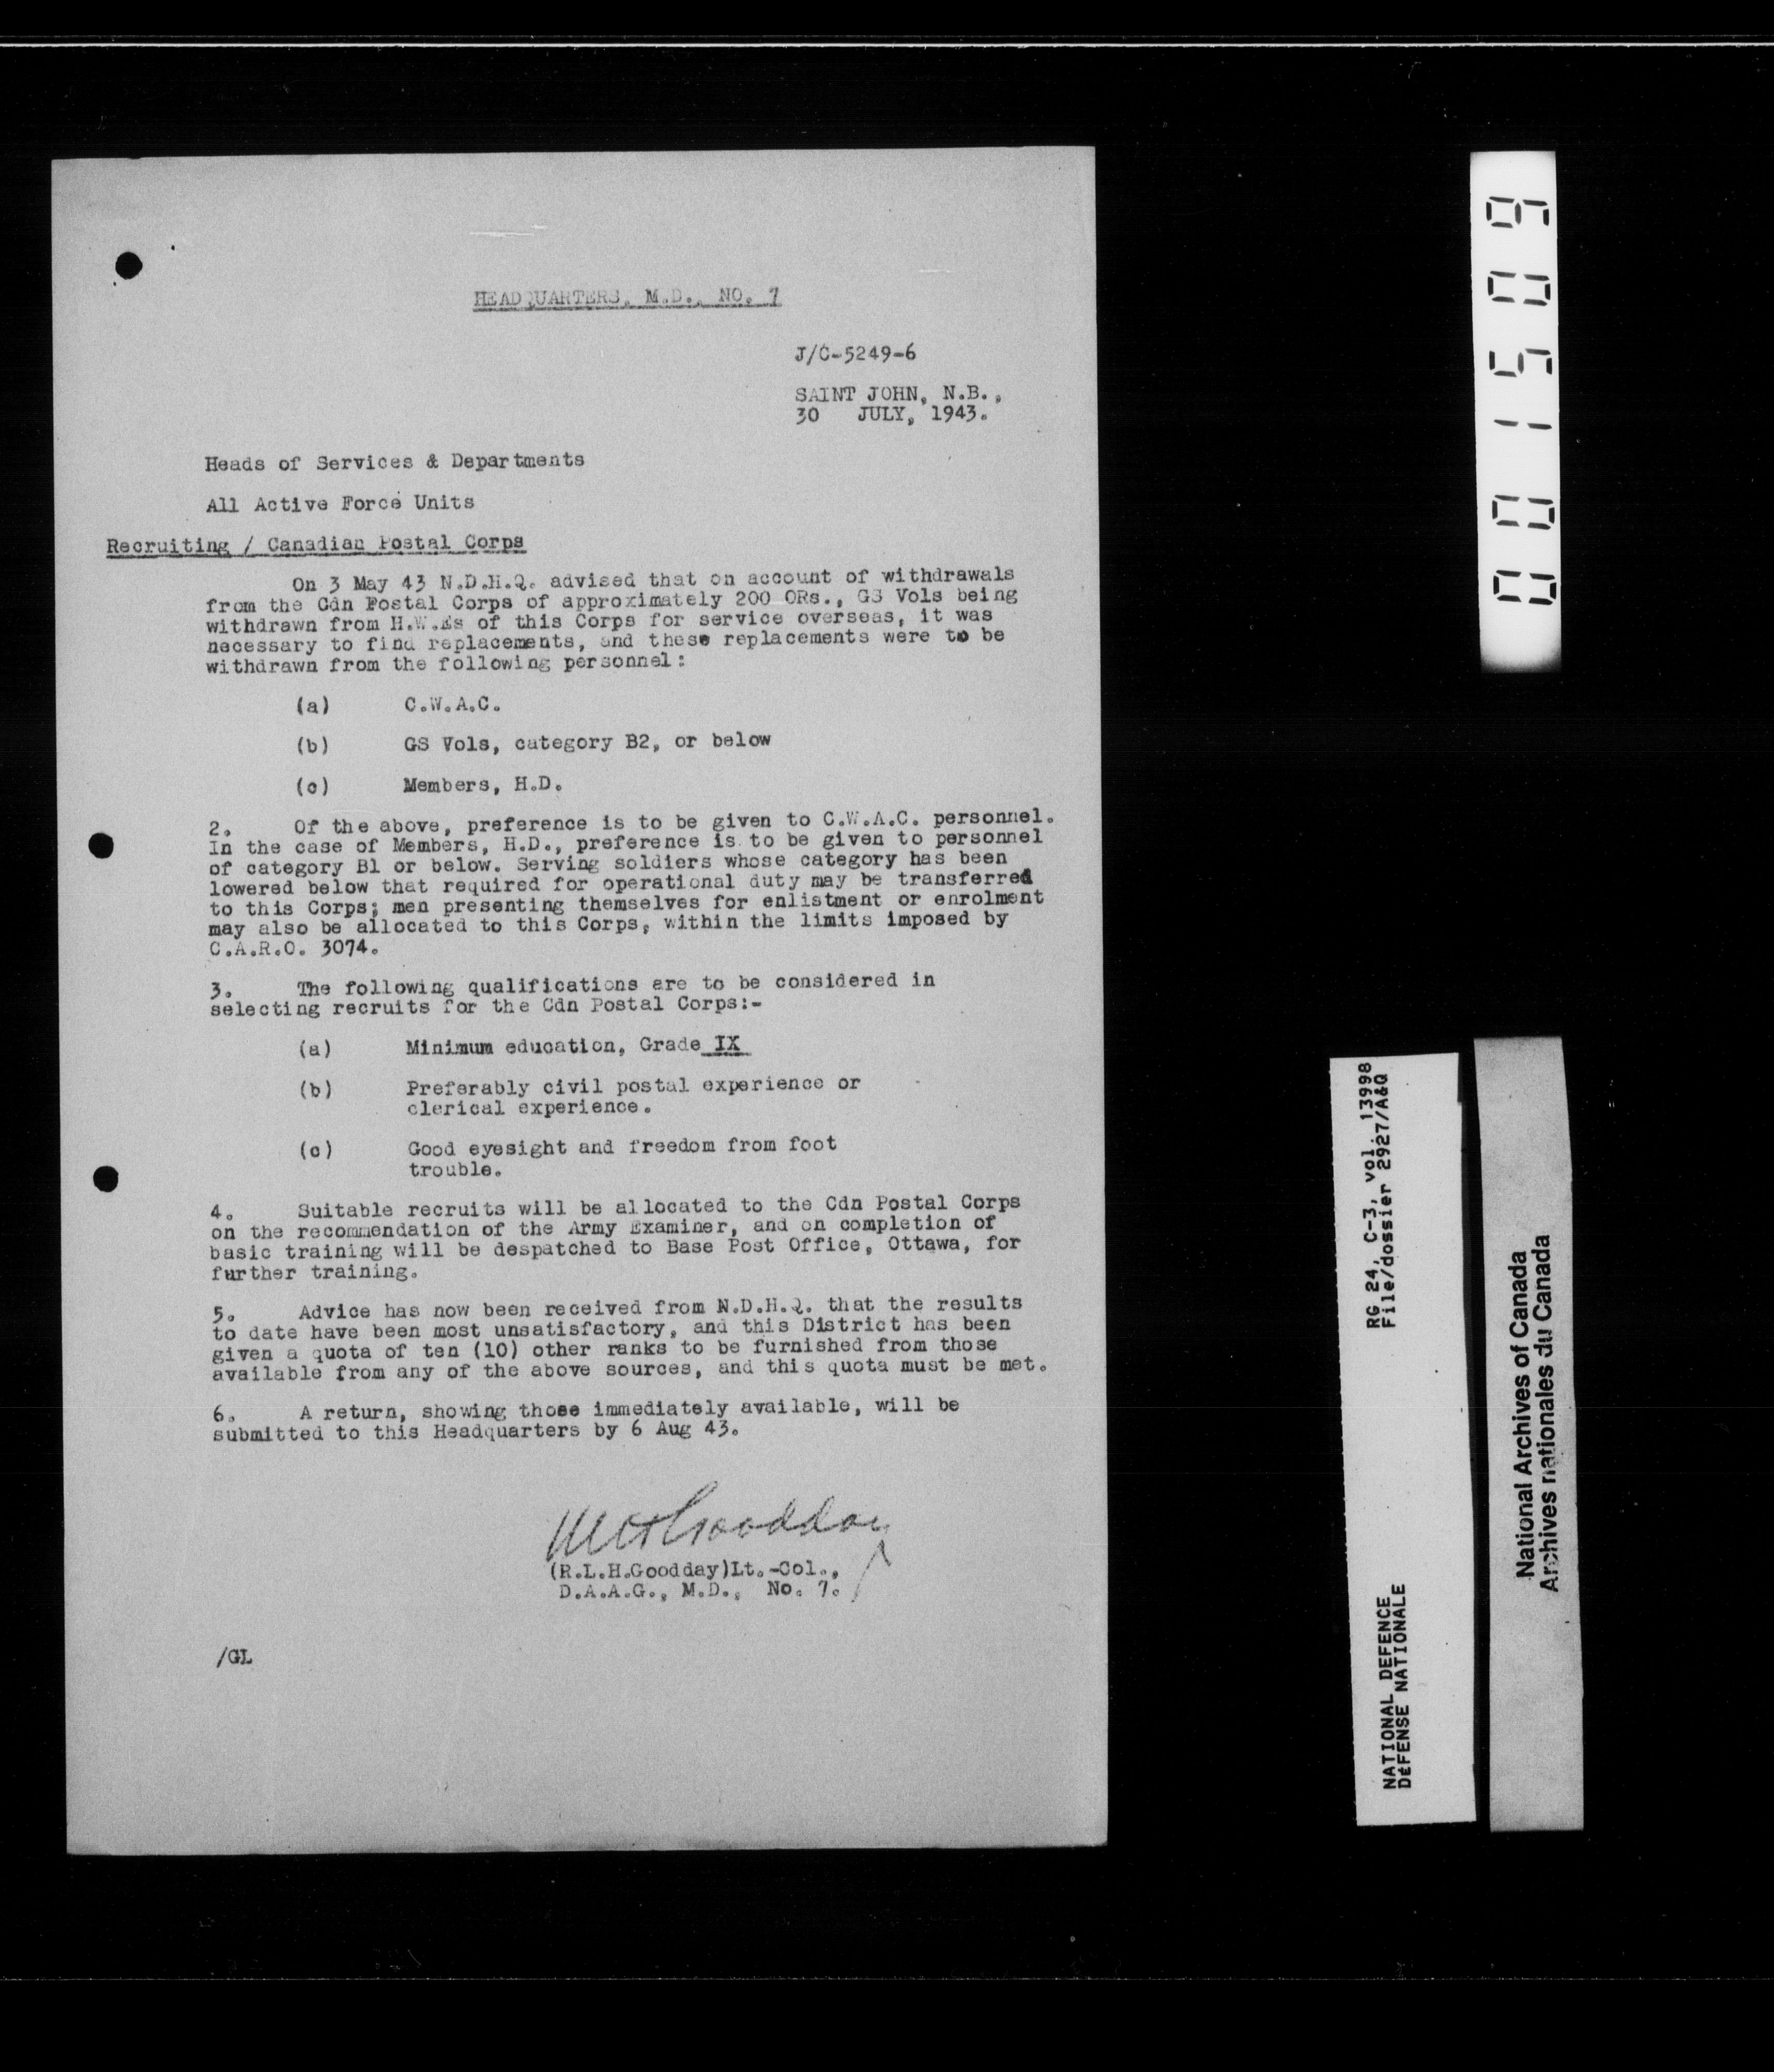 HEADQUARTERS, M.D., NO. 7
J/C-5249-6
SAINT JOHN, N.B.,
30 JULY, 1943.
Heads of Services & Departments
All Active Force Units
Recruiting / Canadian Postal Corps
On 3 May 43 N.D.H.Q. advised that on account of withdrawals
from the Cdn Postal Corps of approximately 200 ORs., GS Vols being
withdrawn from H.W.Es of this Corps for service overseas, it was
necessary to find replacements, and these replacements were to be
withdrawn from the following personnel:
(a) C.W.A.C.
(b) GS Vols, category B2, or below
(c) Members, H.D.
2. Of the above, preference is to be given to C.W.A.C. personnel.
In the case of Members, H.D., preference is to be given to personnel
of category B1 or below. Serving soldiers whose category has been
lowered below that required for operational duty may be transferred
to this Corps; men presenting themselves for enlistment or enrolment
may also be allocated to this Corps, within the limits imposed by
C.A.R.O. 3074.
3. The following qualifications are to be considered in
selecting recruits for the Cdn Postal Corps:-
(a) Minimum education, Grade IX
(b) Preferably civil postal experience or
clerical experience.
(c) Good eyesight and freedom from foot
trouble.
4. Suitable recruits will be allocated to the Cdn Postal Corps
on the recommendation of the Army Examiner, and on completion of
basic training will be despatched to Base Post Office, Ottawa, for
further training.
5. Advice has now been received from N.D.H.Q. that the results
to date have been most unsatisfactory, and this District has been
given a quota of ten (10) other ranks to be furnished from those
available from any of the above sources, and this quota must be met.
6. A return, showing those immediately available, will be
submitted to this Headquarters by 6 Aug 43.
(R.L.H.Goodday)Lt.-Col.,
D.A.A.G., M.D., No. 7.
/GL
001509
RG 24, C-3, vol. 13998
File/dossier 2927/A&Q
NATIONAL DEFENCE
DÉFENSE NATIONALE
National Archives of Canada
Archives nationales du Canada